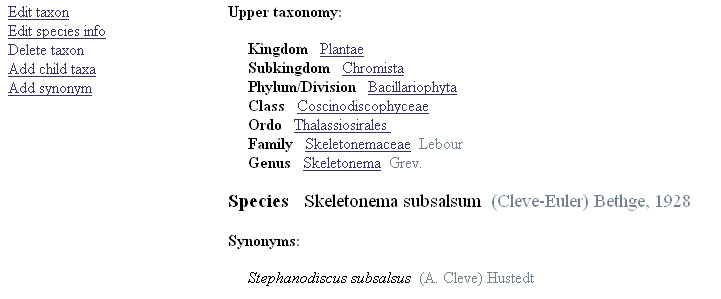 Edit taxon
Edit species info
Delete taxon
Add child taxa
Add synonym
Upper taxonomy:
Kingdom Plantae
Subkingdom Chromista
Phylum/Division Bacillariophyta
Class Coscinodiscophyceae
Ordo Thalassiosirales
Family Skeletonemaceae Lebour
Genus Skeletonema Grev.
Species Skeletonema subsalsum (Cleve-Euler) Bethge, 1928
Synonyms:
Stephanodiscus subsalsus (A. Cleve) Hustedt